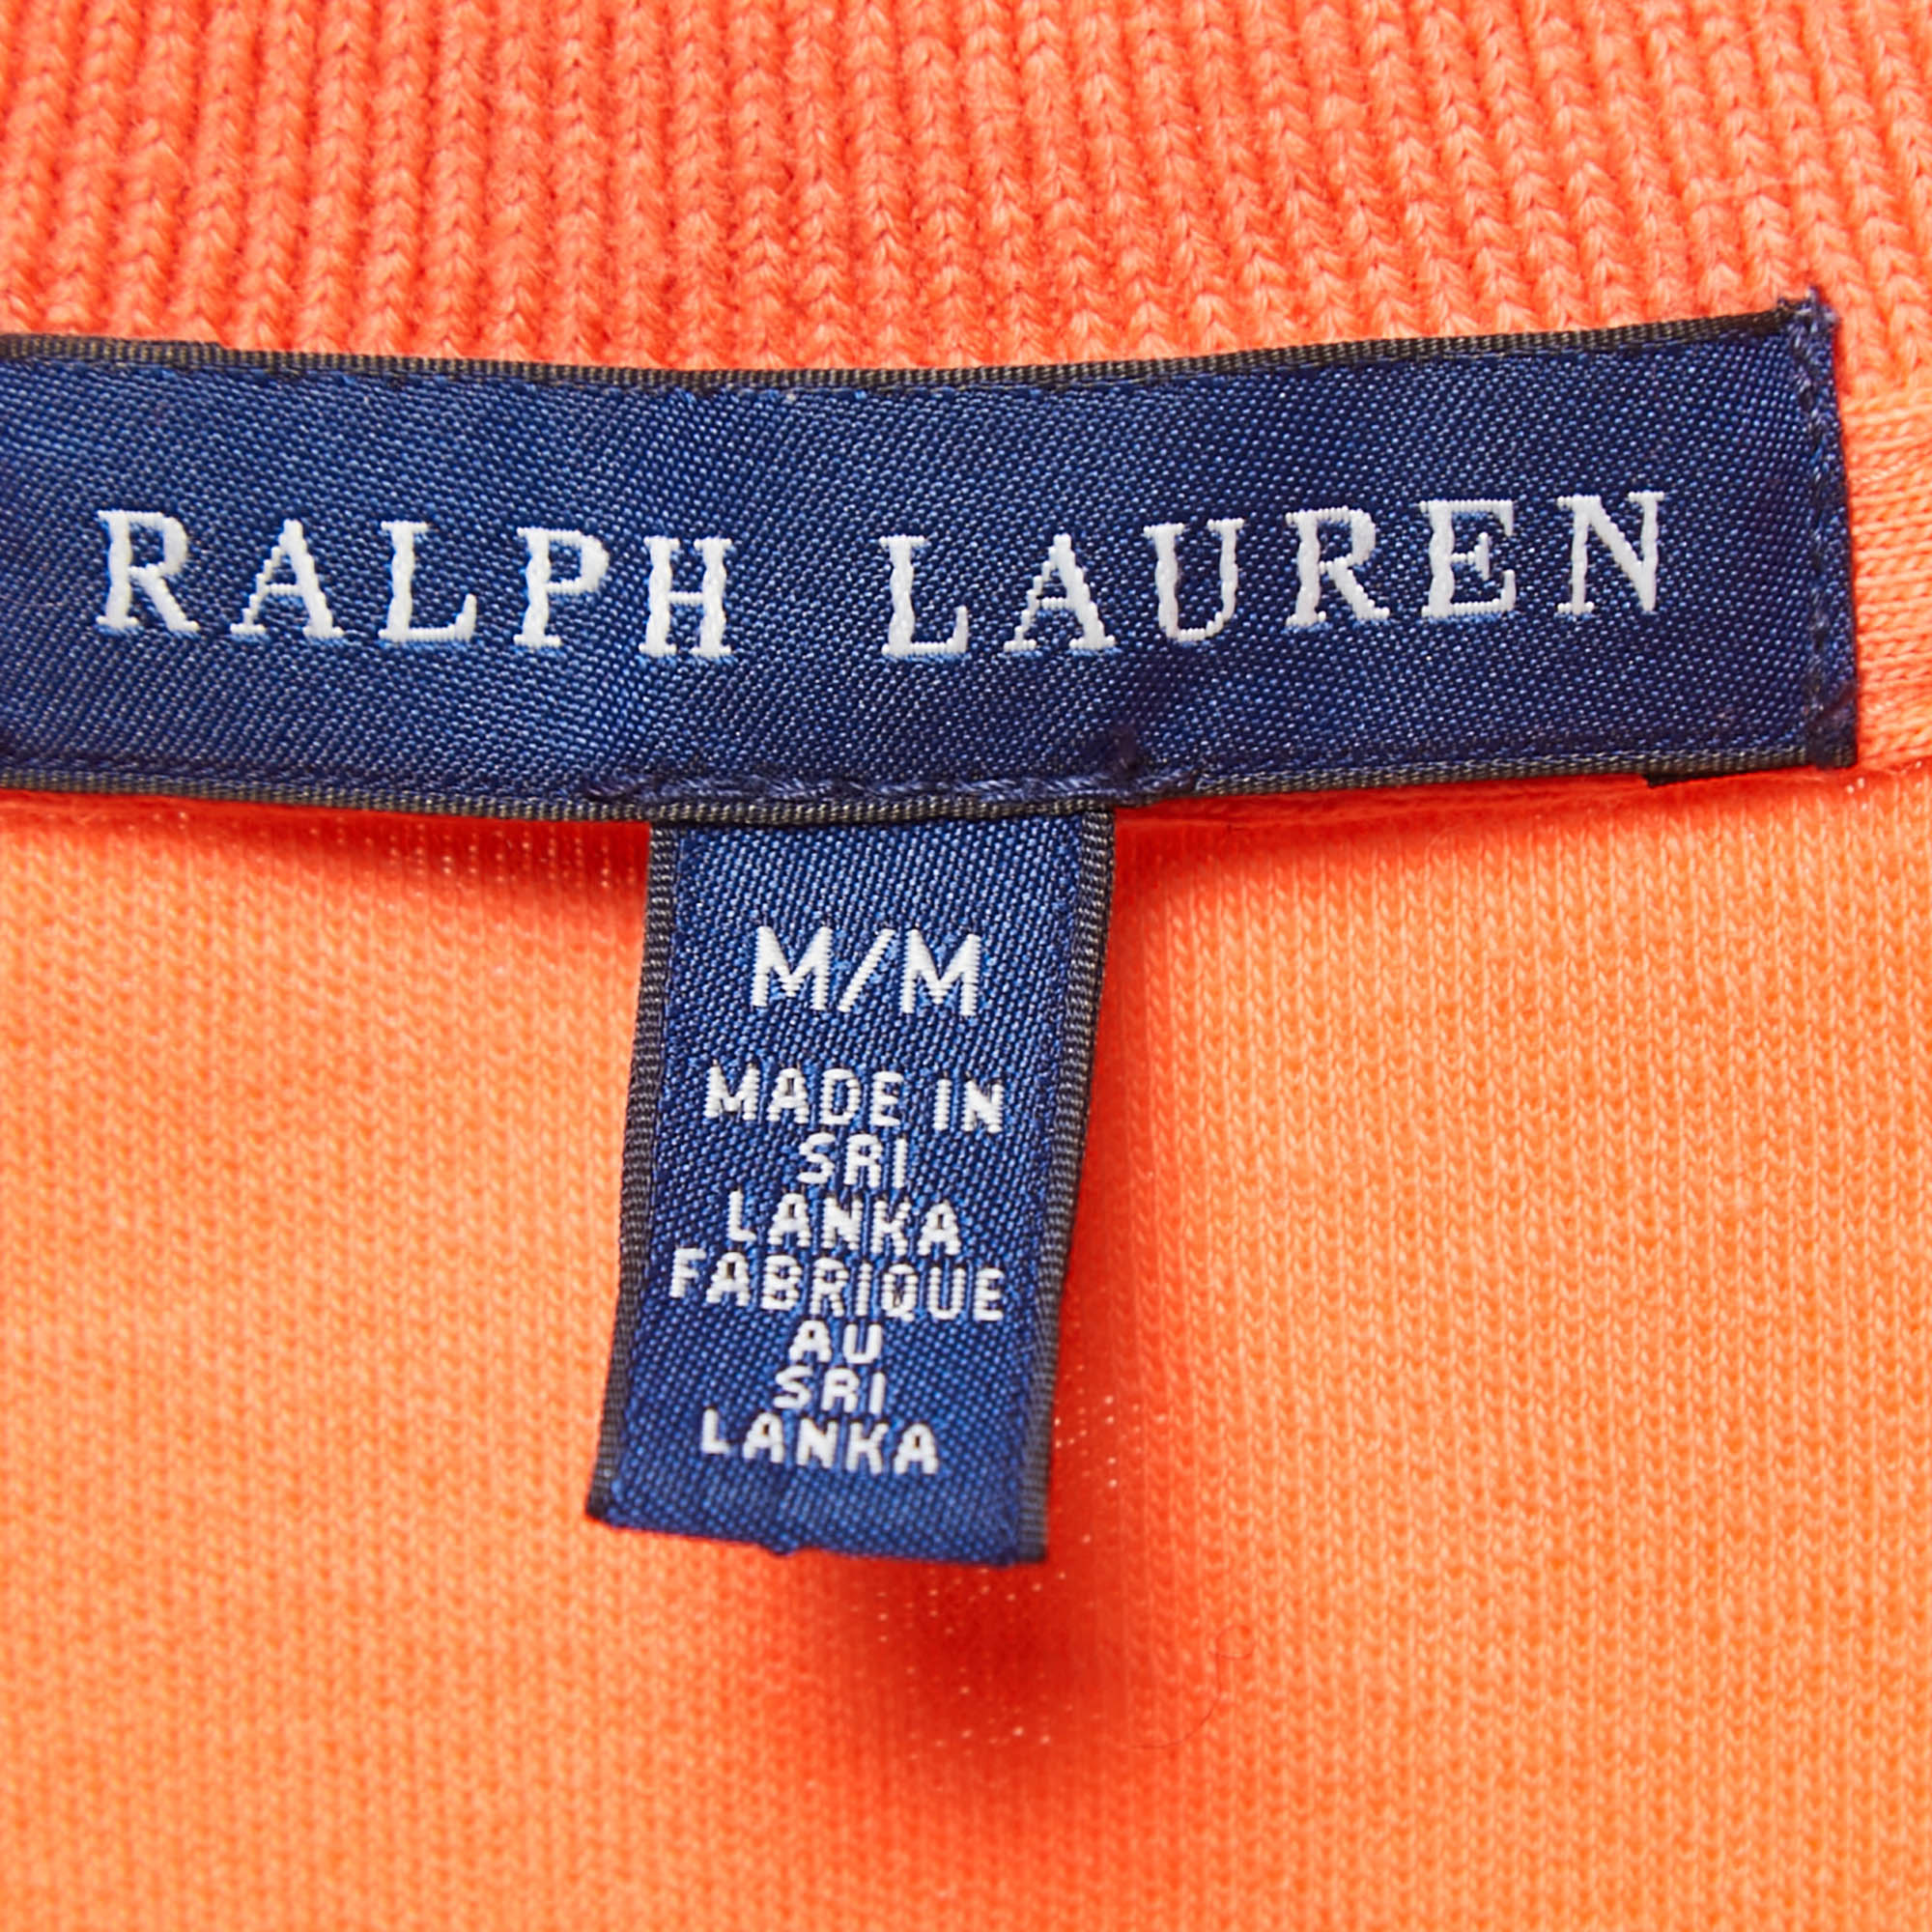 RALPH LAUREN
M/M
MADE IN
SRI
LANKA
FABRIQUE
AU
SRI
LANKA